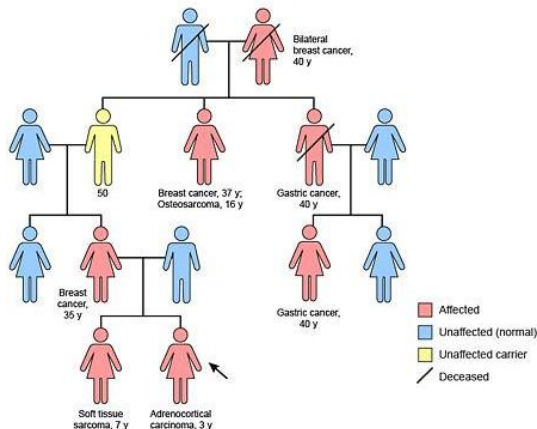 Bilateral
breast cancer,
40 y
50
Breast cancer, 37 y;
Osteosarcoma, 16 y
Gastric cancer,
40 y
Breast
cancer,
35 y
Gastric cancer,
40 y
Soft tissue
sarcoma, 7 y
Adrenocortical
carcinoma, 3 y
Affected
Unaffected (normal)
Unaffected carrier
Deceased